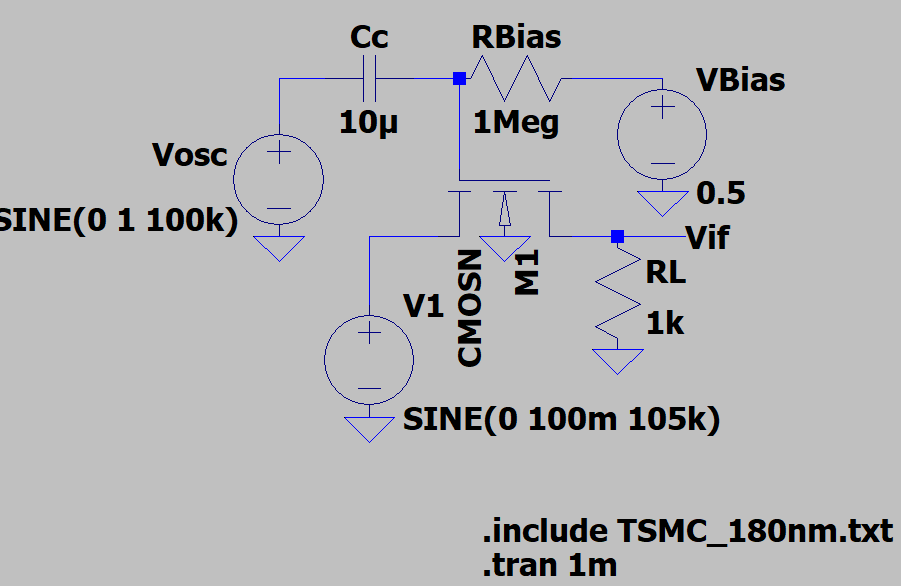 Cc
RBias
VBias
10µ
1Meg
Vosc
0.5
SINE(0 1 100k)
Vif
CMOSN
M1
RL
V1
1k
SINE(0 100m 105k)
.include TSMC_180nm.txt
.tran 1m